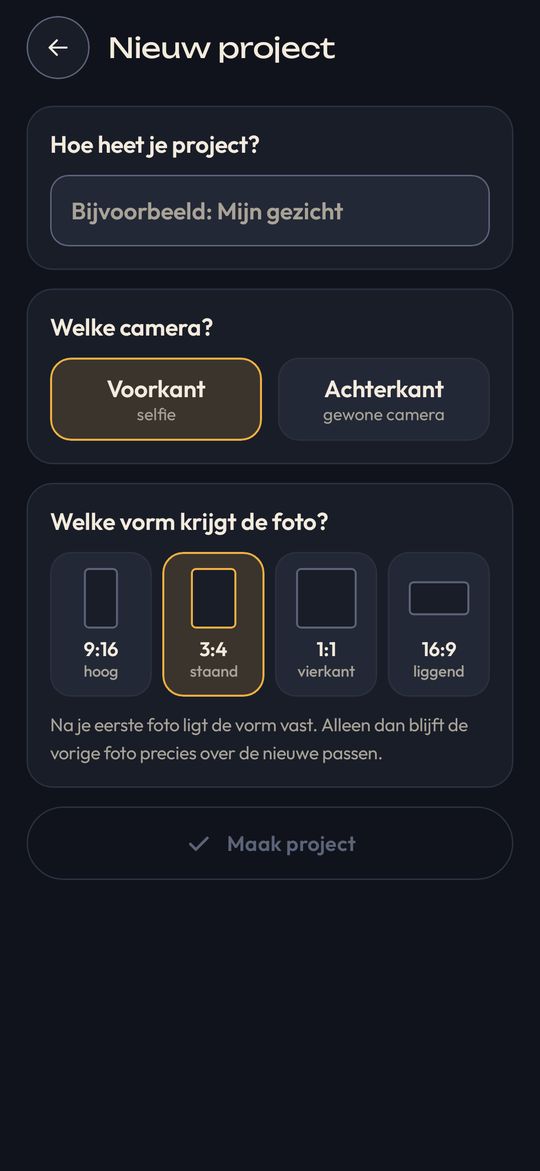 Nieuw project
Hoe heet je project?
Bijvoorbeeld: Mijn gezicht
Welke camera?
Voorkant
selfie
Achterkant
gewone camera
Welke vorm krijgt de foto?
9:16
hoog
3:4
staand
1:1
vierkant
16:9
liggend
Na je eerste foto ligt de vorm vast. Alleen dan blijft de
vorige foto precies over de nieuwe passen.
Maak project